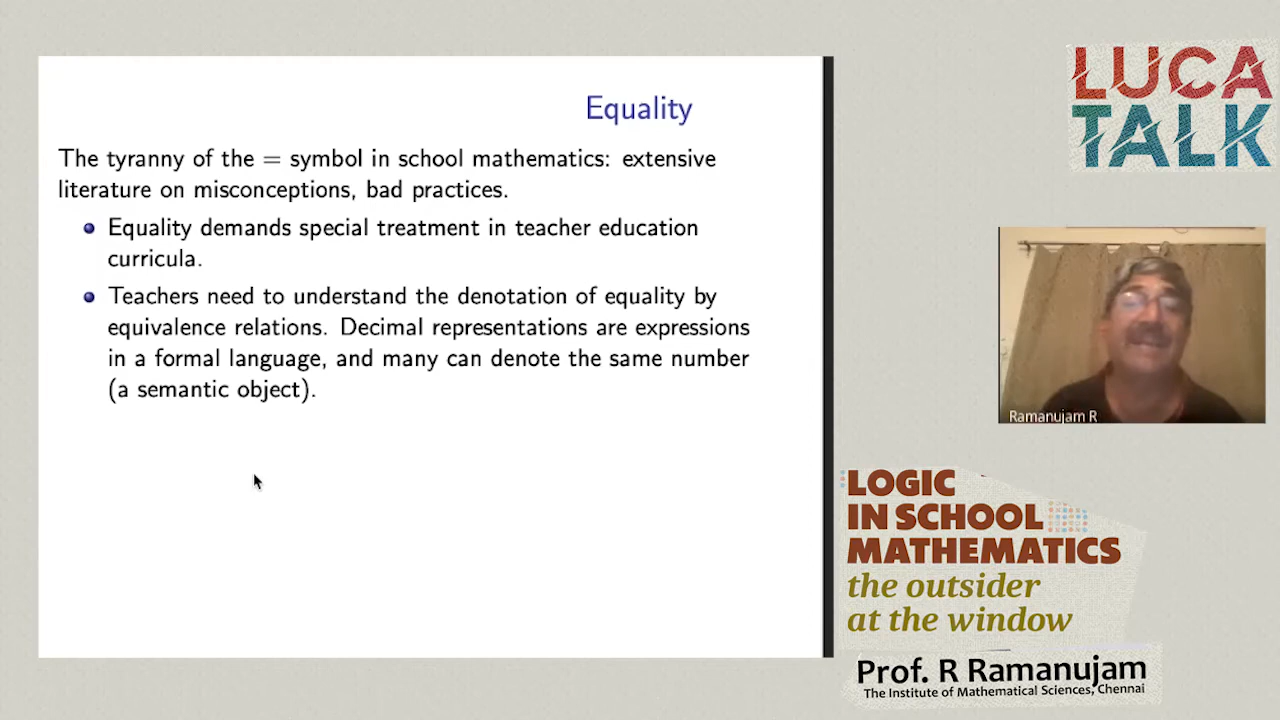 Equality
The tyranny of the = symbol in school mathematics: extensive
literature on misconceptions, bad practices.
Equality demands special treatment in teacher education
curricula.
Teachers need to understand the denotation of equality by
equivalence relations. Decimal representations are expressions
in a formal language, and many can denote the same number
(a semantic object).
LUCA
TALK
Ramanujam R
LOGIC
IN SCHOOL
MATHEMATICS
the outsider
at the window
Prof. R Ramanujam
The Institute of Mathematical Sciences, Chennai